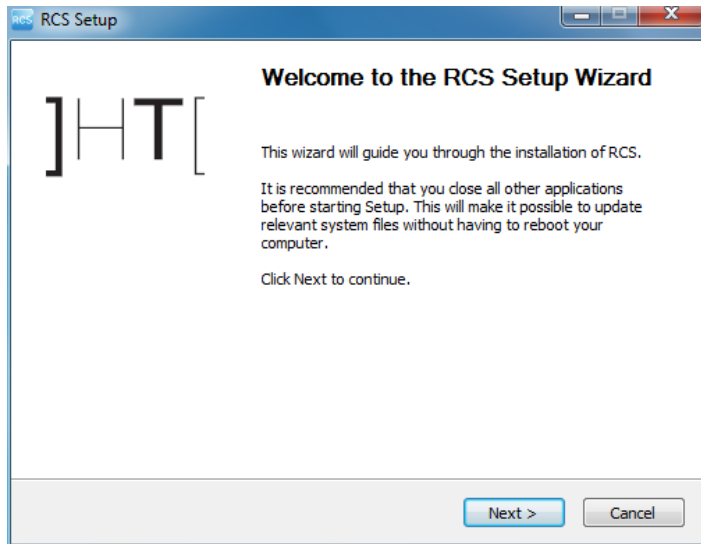 RCS RCS Setup
Welcome to the RCS Setup Wizard
]HT[
This wizard will guide you through the installation of RCS.
It is recommended that you close all other applications
before starting Setup. This will make it possible to update
relevant system files without having to reboot your
computer.
Click Next to continue.
Next >
Cancel